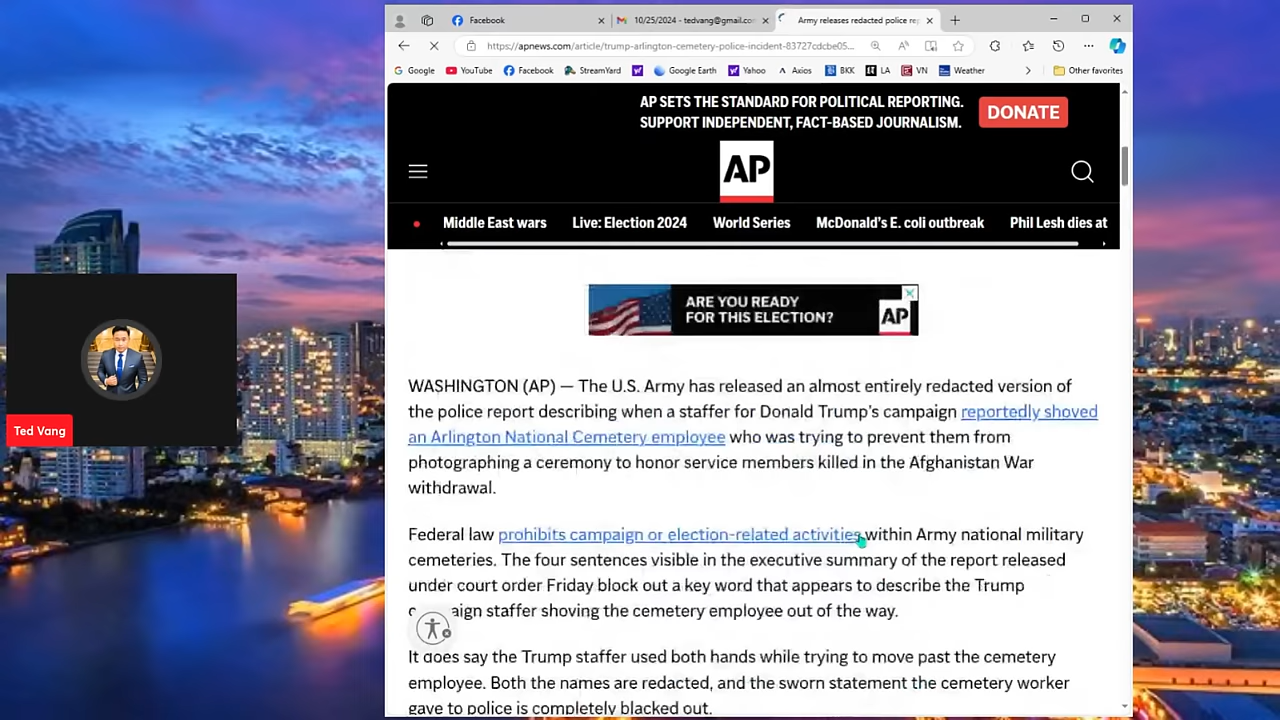 Facebook
10/25/2024 - tedvang@gmail.co
Army releases redacted police re
https://apnews.com/article/trump-arlington-cemetery-police-incident-83727cdcbe05...
Google YouTube Facebook StreamYard Google Earth Yahoo Axios BKK LA VN Weather Other favorites
AP SETS THE STANDARD FOR POLITICAL REPORTING.
SUPPORT INDEPENDENT, FACT-BASED JOURNALISM.
DONATE
AP
Middle East wars Live: Election 2024 World Series McDonald's E. coli outbreak Phil Lesh dies at
ARE YOU READY
FOR THIS ELECTION?
AP
WASHINGTON (AP) — The U.S. Army has released an almost entirely redacted version of
the police report describing when a staffer for Donald Trump's campaign reportedly shoved
an Arlington National Cemetery employee who was trying to prevent them from
photographing a ceremony to honor service members killed in the Afghanistan War
withdrawal.
Federal law prohibits campaign or election-related activities within Army national military
cemeteries. The four sentences visible in the executive summary of the report released
under court order Friday block out a key word that appears to describe the Trump
c aign staffer shoving the cemetery employee out of the way.
It does say the Trump staffer used both hands while trying to move past the cemetery
employee. Both the names are redacted, and the sworn statement the cemetery worker
gave to police is completely blacked out.
Ted Vang